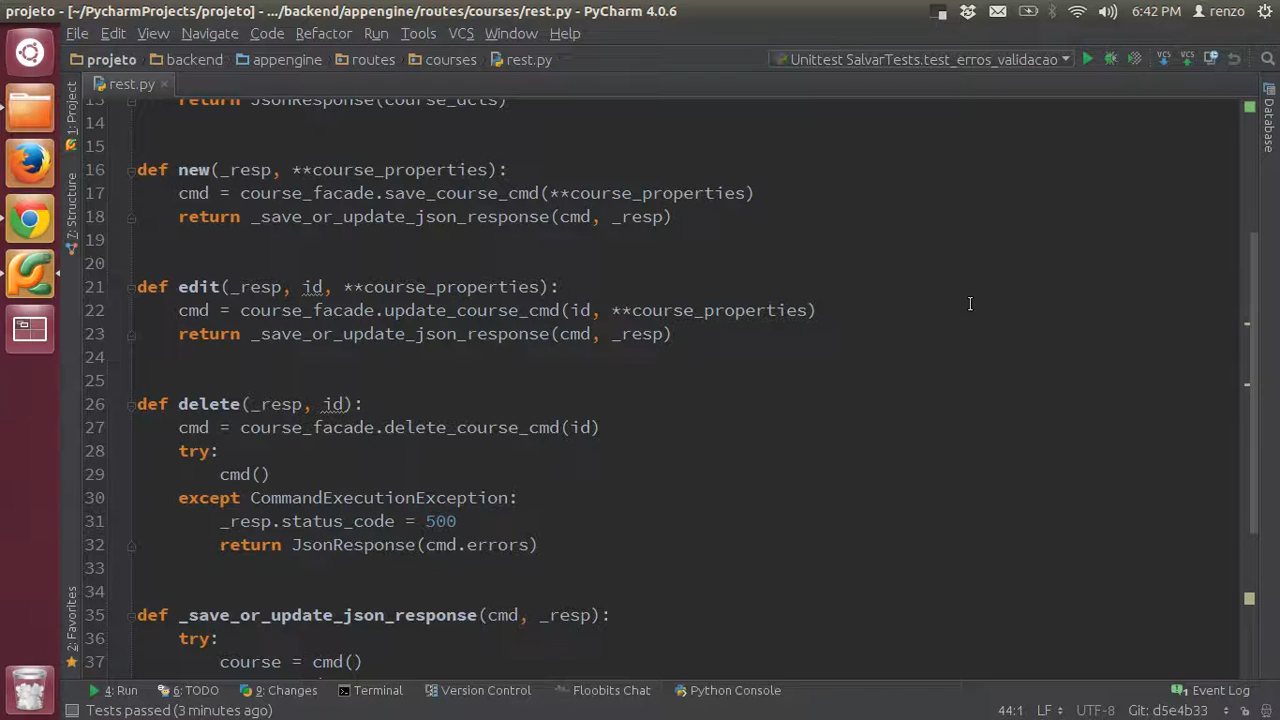 projeto - [~/PycharmProjects/projeto] - .../backend/appengine/routes/courses/rest.py - PyCharm 4.0.6
6:42 PM renzo
File Edit View Navigate Code Refactor Run Tools VCS Window Help
projeto backend appengine routes courses rest.py Unittest SalvarTests.test_erros_validacao VCS VCS
rest.py
1: Project
7: Structure
2: Favorites
Database
13 return JsonResponse(course_dcts)
14
15
16 def new(_resp, **course_properties):
17 cmd = course_facade.save_course_cmd(**course_properties)
18 return _save_or_update_json_response(cmd, _resp)
19
20
21 def edit(_resp, id, **course_properties):
22 cmd = course_facade.update_course_cmd(id, **course_properties)
23 return _save_or_update_json_response(cmd, _resp)
24
25
26 def delete(_resp, id):
27 cmd = course_facade.delete_course_cmd(id)
28 try:
29 cmd()
30 except CommandExecutionException:
31 _resp.status_code = 500
32 return JsonResponse(cmd.errors)
33
34
35 def _save_or_update_json_response(cmd, _resp):
36 try:
37 course = cmd()
4: Run 6: TODO 9: Changes Terminal Version Control Floobits Chat Python Console 1 Event Log
Tests passed (3 minutes ago) 44:1 LF UTF-8 Git: d5e4b33